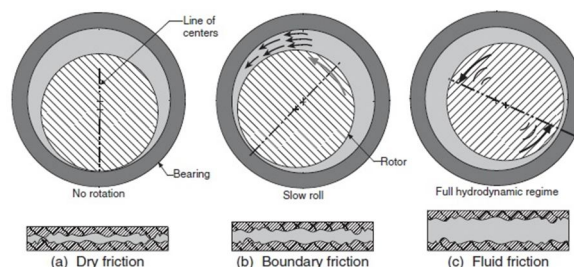 Line of
centers
Bearing
No rotation
Rotor
Slow roll
Full hydrodynamic regime
(a) Dry friction
(b) Boundary friction
(c) Fluid friction